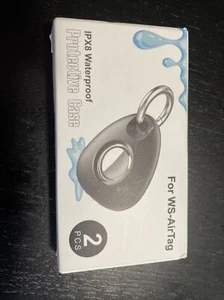 IPX8 Waterproof
Protective Case
For WS-AirTag
2
PCS